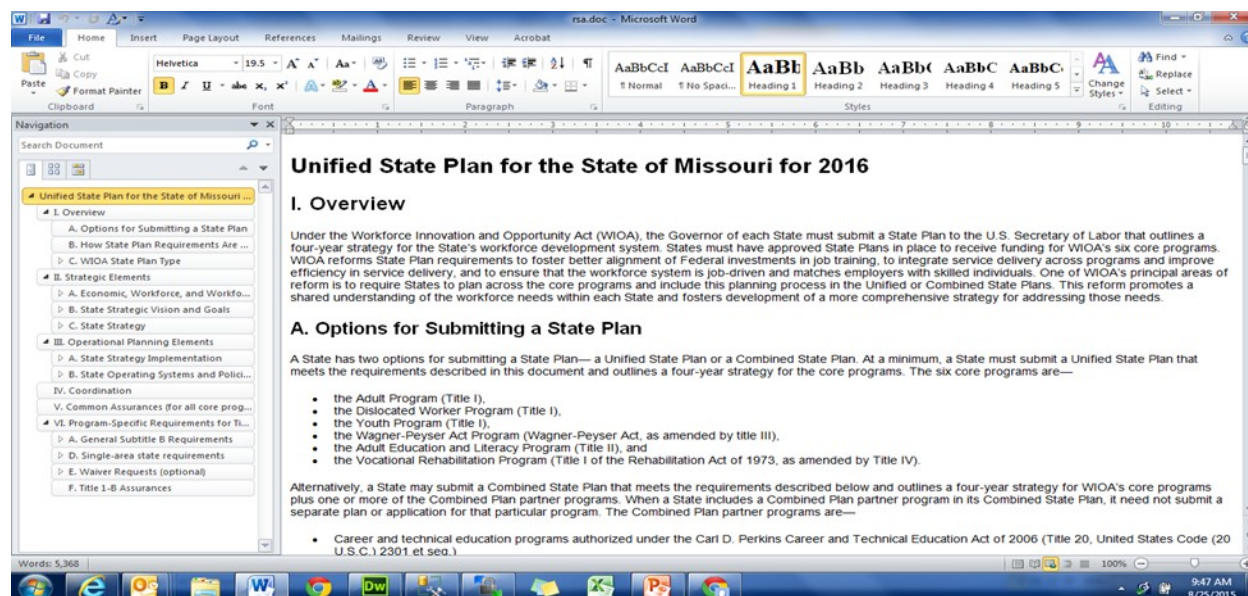 rsa.doc - Microsoft Word
File Home Insert Page Layout References Mailings Review View Acrobat
Paste
Cut
Copy
Format Painter
Clipboard
Helvetica 19.5
Font
Paragraph
AaBbCcI ¶ Normal
AaBbCcI ¶ No Spaci...
AaBb Heading 1
AaBb Heading 2
AaBb( Heading 3
AaBbC Heading 4
AaBbC Heading 5
Change Styles
Styles
Find
Replace
Select
Editing
Navigation
Search Document
Unified State Plan for the State of Missouri ...
I. Overview
A. Options for Submitting a State Plan
B. How State Plan Requirements Are ...
C. WIOA State Plan Type
II. Strategic Elements
A. Economic, Workforce, and Workfo...
B. State Strategic Vision and Goals
C. State Strategy
III. Operational Planning Elements
A. State Strategy Implementation
B. State Operating Systems and Polici...
IV. Coordination
V. Common Assurances (for all core prog...
VI. Program-Specific Requirements for Ti...
A. General Subtitle B Requirements
D. Single-area state requirements
E. Waiver Requests (optional)
F. Title 1-B Assurances
Unified State Plan for the State of Missouri for 2016
I. Overview
Under the Workforce Innovation and Opportunity Act (WIOA), the Governor of each State must submit a State Plan to the U.S. Secretary of Labor that outlines a
four-year strategy for the State's workforce development system. States must have approved State Plans in place to receive funding for WIOA's six core programs.
WIOA reforms State Plan requirements to foster better alignment of Federal investments in job training, to integrate service delivery across programs and improve
efficiency in service delivery, and to ensure that the workforce system is job-driven and matches employers with skilled individuals. One of WIOA's principal areas of
reform is to require States to plan across the core programs and include this planning process in the Unified or Combined State Plans. This reform promotes a
shared understanding of the workforce needs within each State and fosters development of a more comprehensive strategy for addressing those needs.
A. Options for Submitting a State Plan
A State has two options for submitting a State Plan— a Unified State Plan or a Combined State Plan. At a minimum, a State must submit a Unified State Plan that
meets the requirements described in this document and outlines a four-year strategy for the core programs. The six core programs are—
• the Adult Program (Title I),
• the Dislocated Worker Program (Title I),
• the Youth Program (Title I),
• the Wagner-Peyser Act Program (Wagner-Peyser Act, as amended by title III),
• the Adult Education and Literacy Program (Title II), and
• the Vocational Rehabilitation Program (Title I of the Rehabilitation Act of 1973, as amended by Title IV).
Alternatively, a State may submit a Combined State Plan that meets the requirements described below and outlines a four-year strategy for WIOA's core programs
plus one or more of the Combined Plan partner programs. When a State includes a Combined Plan partner program in its Combined State Plan, it need not submit a
separate plan or application for that particular program. The Combined Plan partner programs are—
• Career and technical education programs authorized under the Carl D. Perkins Career and Technical Education Act of 2006 (Title 20, United States Code (20
U.S.C.) 2301 et seq.)
Words: 5,368
100%
9:47 AM
8/25/2015